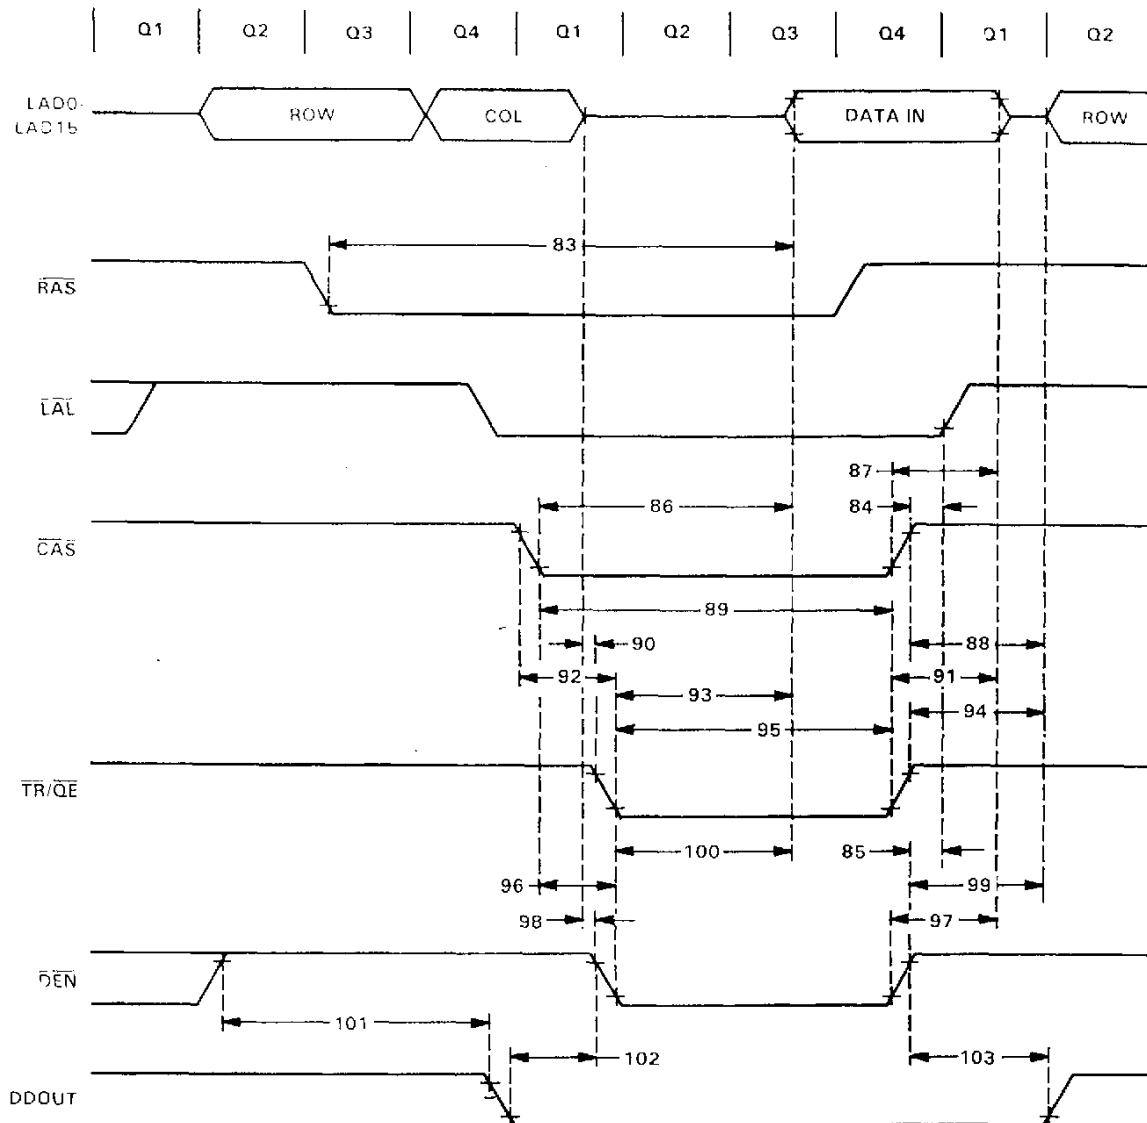 Q1 Q2 Q3 Q4 Q1 Q2 Q3 Q4 Q1 Q2
LAD0-
LAD15
ROW COL DATA IN ROW
83
RAS
LAL
87
86 84
CAS
89
90 88
92 91
93
94
95
TR/QE
100 85
96 99
98 97
DEN
101
102 103
DDOUT